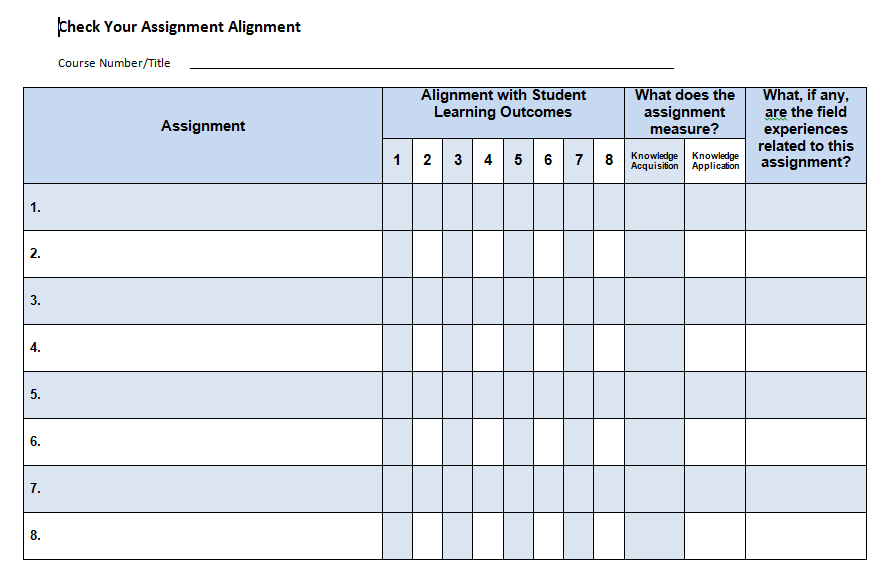 Check Your Assignment Alignment
Course Number/Title
Assignment
Alignment with Student
Learning Outcomes
What does the
assignment
measure?
What, if any,
are the field
experiences
related to this
assignment?
1 2 3 4 5 6 7 8
Knowledge
Acquisition
Knowledge
Application
1.
2.
3.
4.
5.
6.
7.
8.